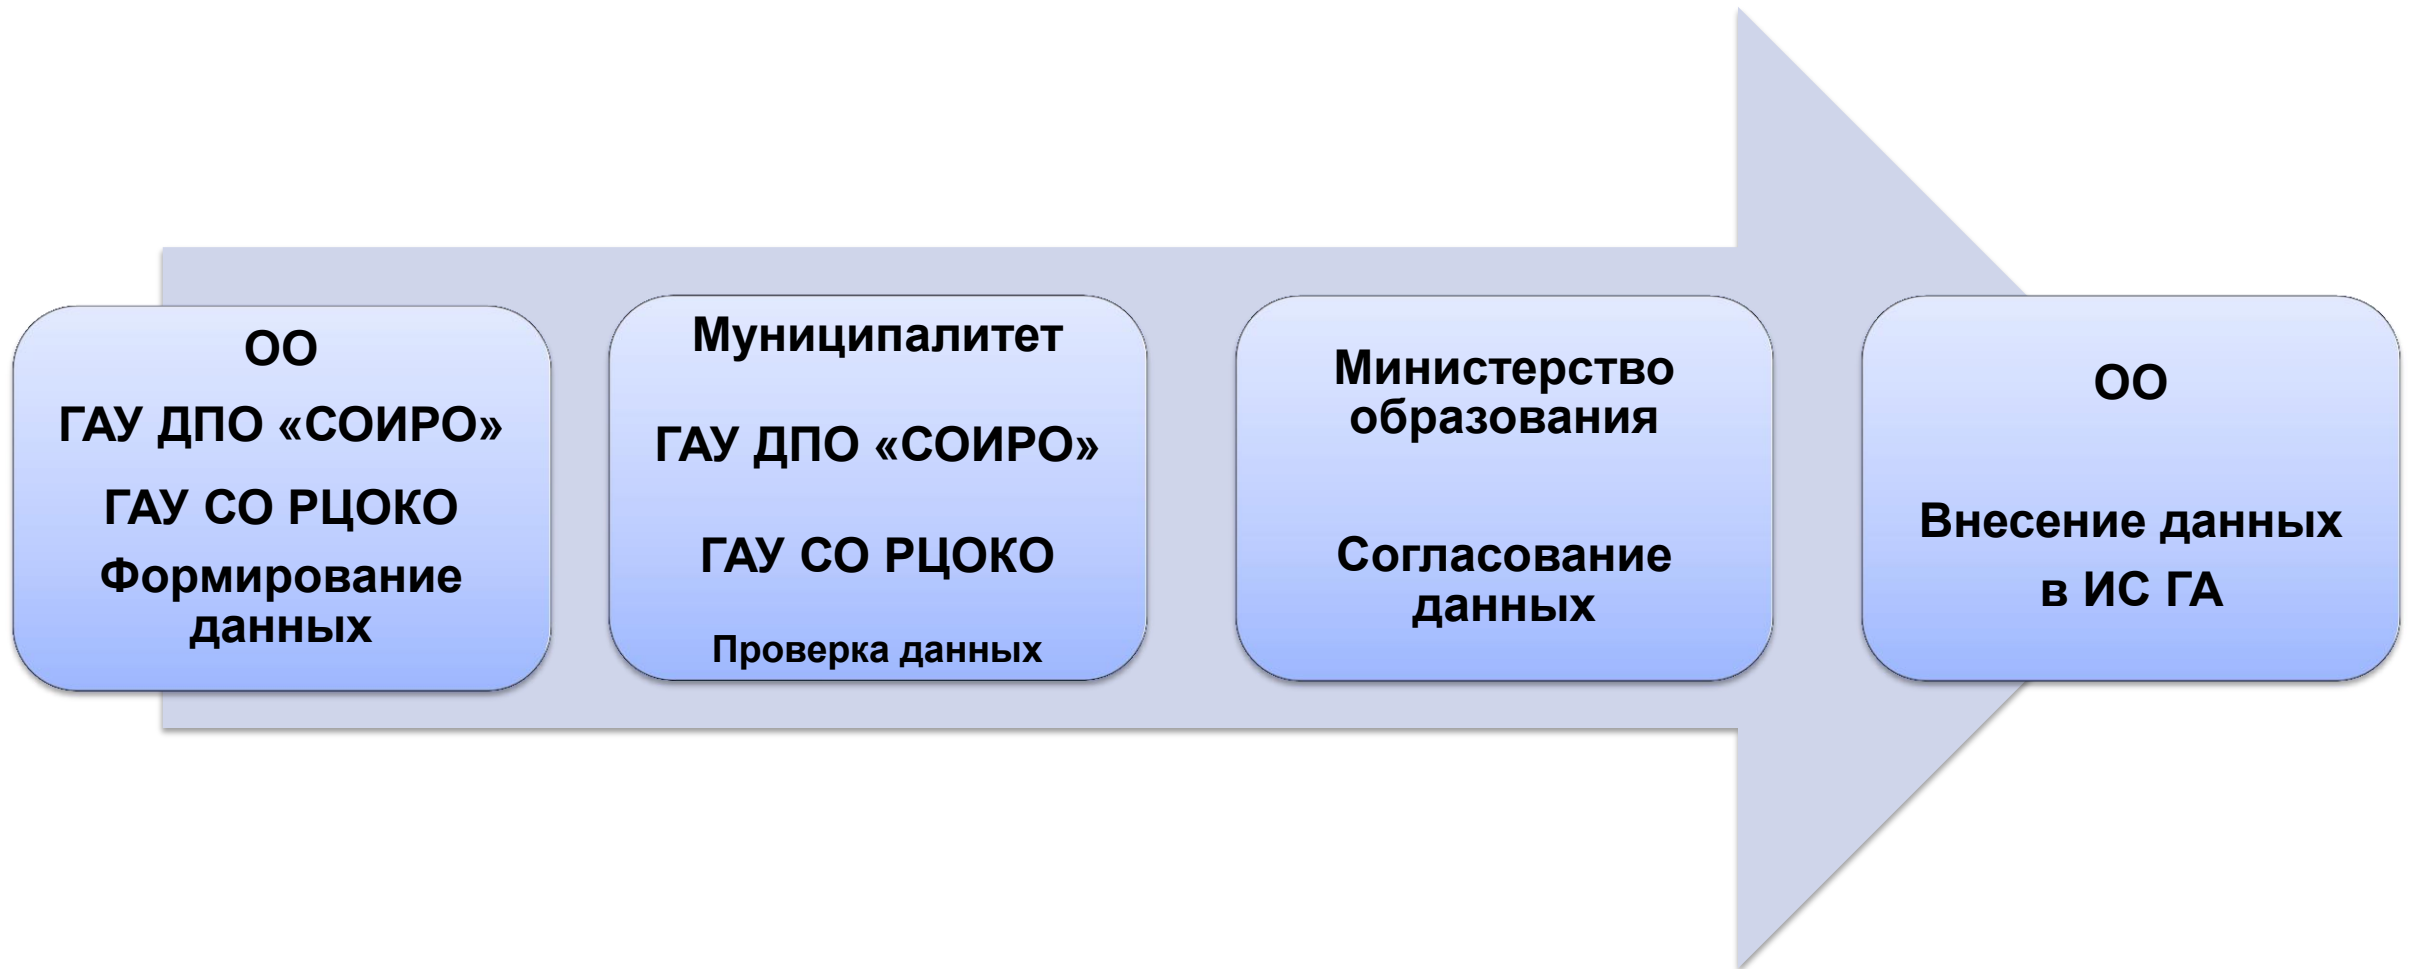 ОО
ГАУ ДПО «СОИРО»
ГАУ СО РЦОКО
Формирование
данных
Муниципалитет
ГАУ ДПО «СОИРО»
ГАУ СО РЦОКО
Проверка данных
Министерство
образования
Согласование
данных
ОО
Внесение данных
в ИС ГА